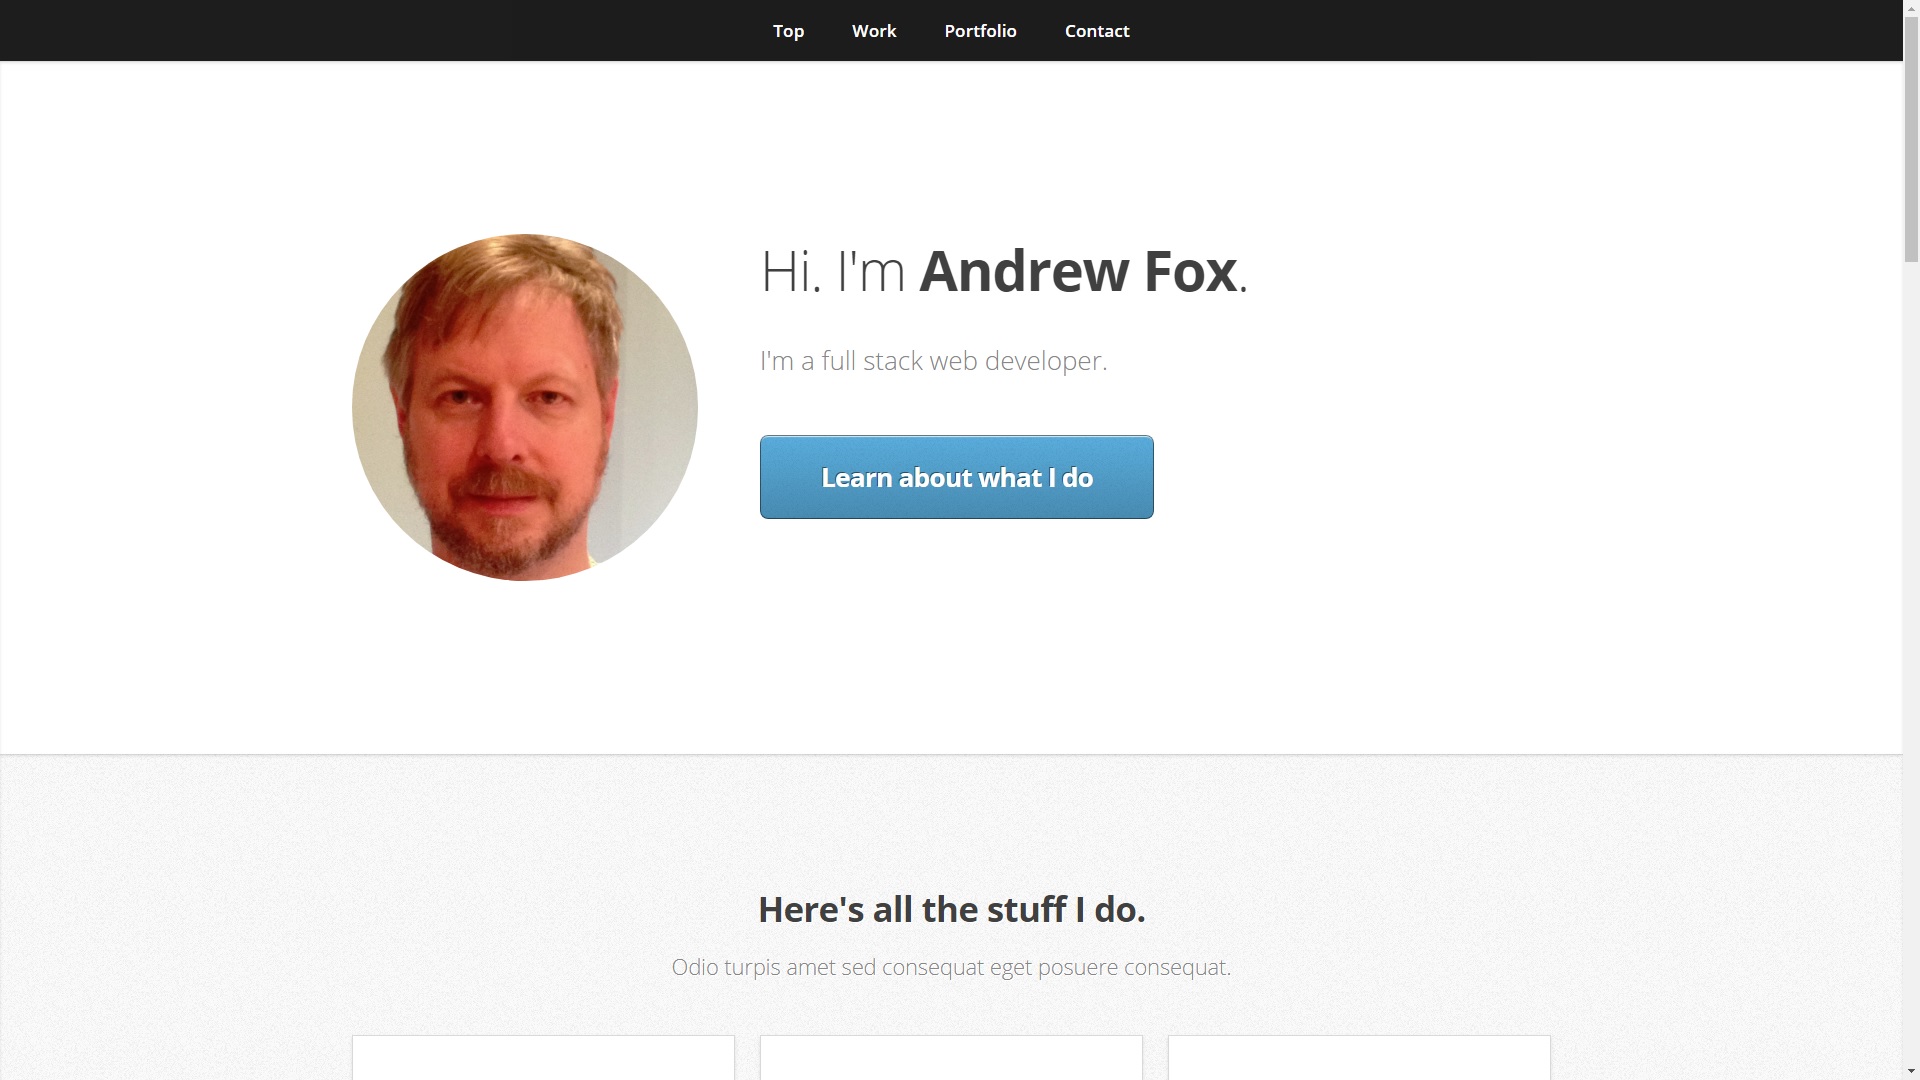 Top Work Portfolio Contact
Hi. I'm Andrew Fox.
I'm a full stack web developer.
Learn about what I do
Here's all the stuff I do.
Odio turpis amet sed consequat eget posuere consequat.